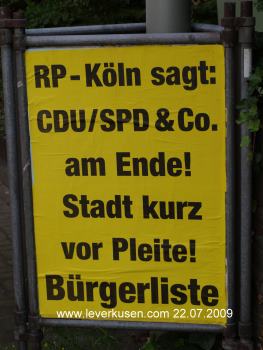 RP-Köln sagt:
CDU/SPD & Co.
am Ende!
Stadt kurz
vor Pleite!
Bürgerliste
www.leverkusen.com 22.07.2009